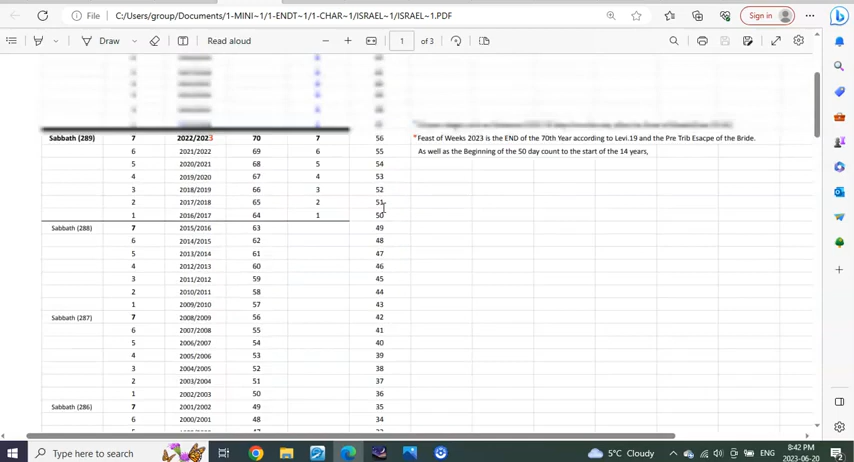 File C:/Users/group/Documents/1-MINI~1/1-ENDT~1/1-CHAR~1/ISRAEL~1/ISRAEL~1.PDF Sign in
Draw Read aloud 1 of 3
Sabbath (289) 7 2022/2023 70 7 56 *Feast of Weeks 2023 is the END of the 70th Year according to Levi.19 and the Pre Trib Esacpe of the Bride.
6 2021/2022 69 6 55 As well as the Beginning of the 50 day count to the start of the 14 years,
5 2020/2021 68 5 54
4 2019/2020 67 4 53
3 2018/2019 66 3 52
2 2017/2018 65 2 51
1 2016/2017 64 1 50
Sabbath (288) 7 2015/2016 63 49
6 2014/2015 62 48
5 2013/2014 61 47
4 2012/2013 60 46
3 2011/2012 59 45
2 2010/2011 58 44
1 2009/2010 57 43
Sabbath (287) 7 2008/2009 56 42
6 2007/2008 55 41
5 2006/2007 54 40
4 2005/2006 53 39
3 2004/2005 52 38
2 2003/2004 51 37
1 2002/2003 50 36
Sabbath (286) 7 2001/2002 49 35
6 2000/2001 48 34
Type here to search 5°C Cloudy ENG 8:42 PM
2023-06-20